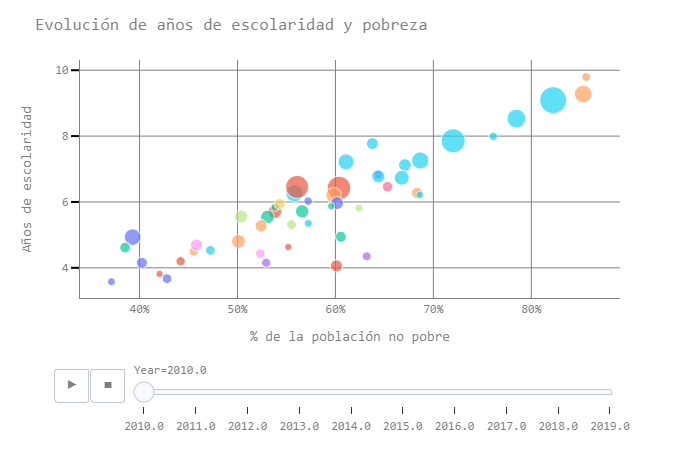 Evolución de años de escolaridad y pobreza
Años de escolaridad
10
8
6
4
40% 50% 60% 70% 80%
% de la población no pobre
Year=2010.0
2010.0 2011.0 2012.0 2013.0 2014.0 2015.0 2016.0 2017.0 2018.0 2019.0